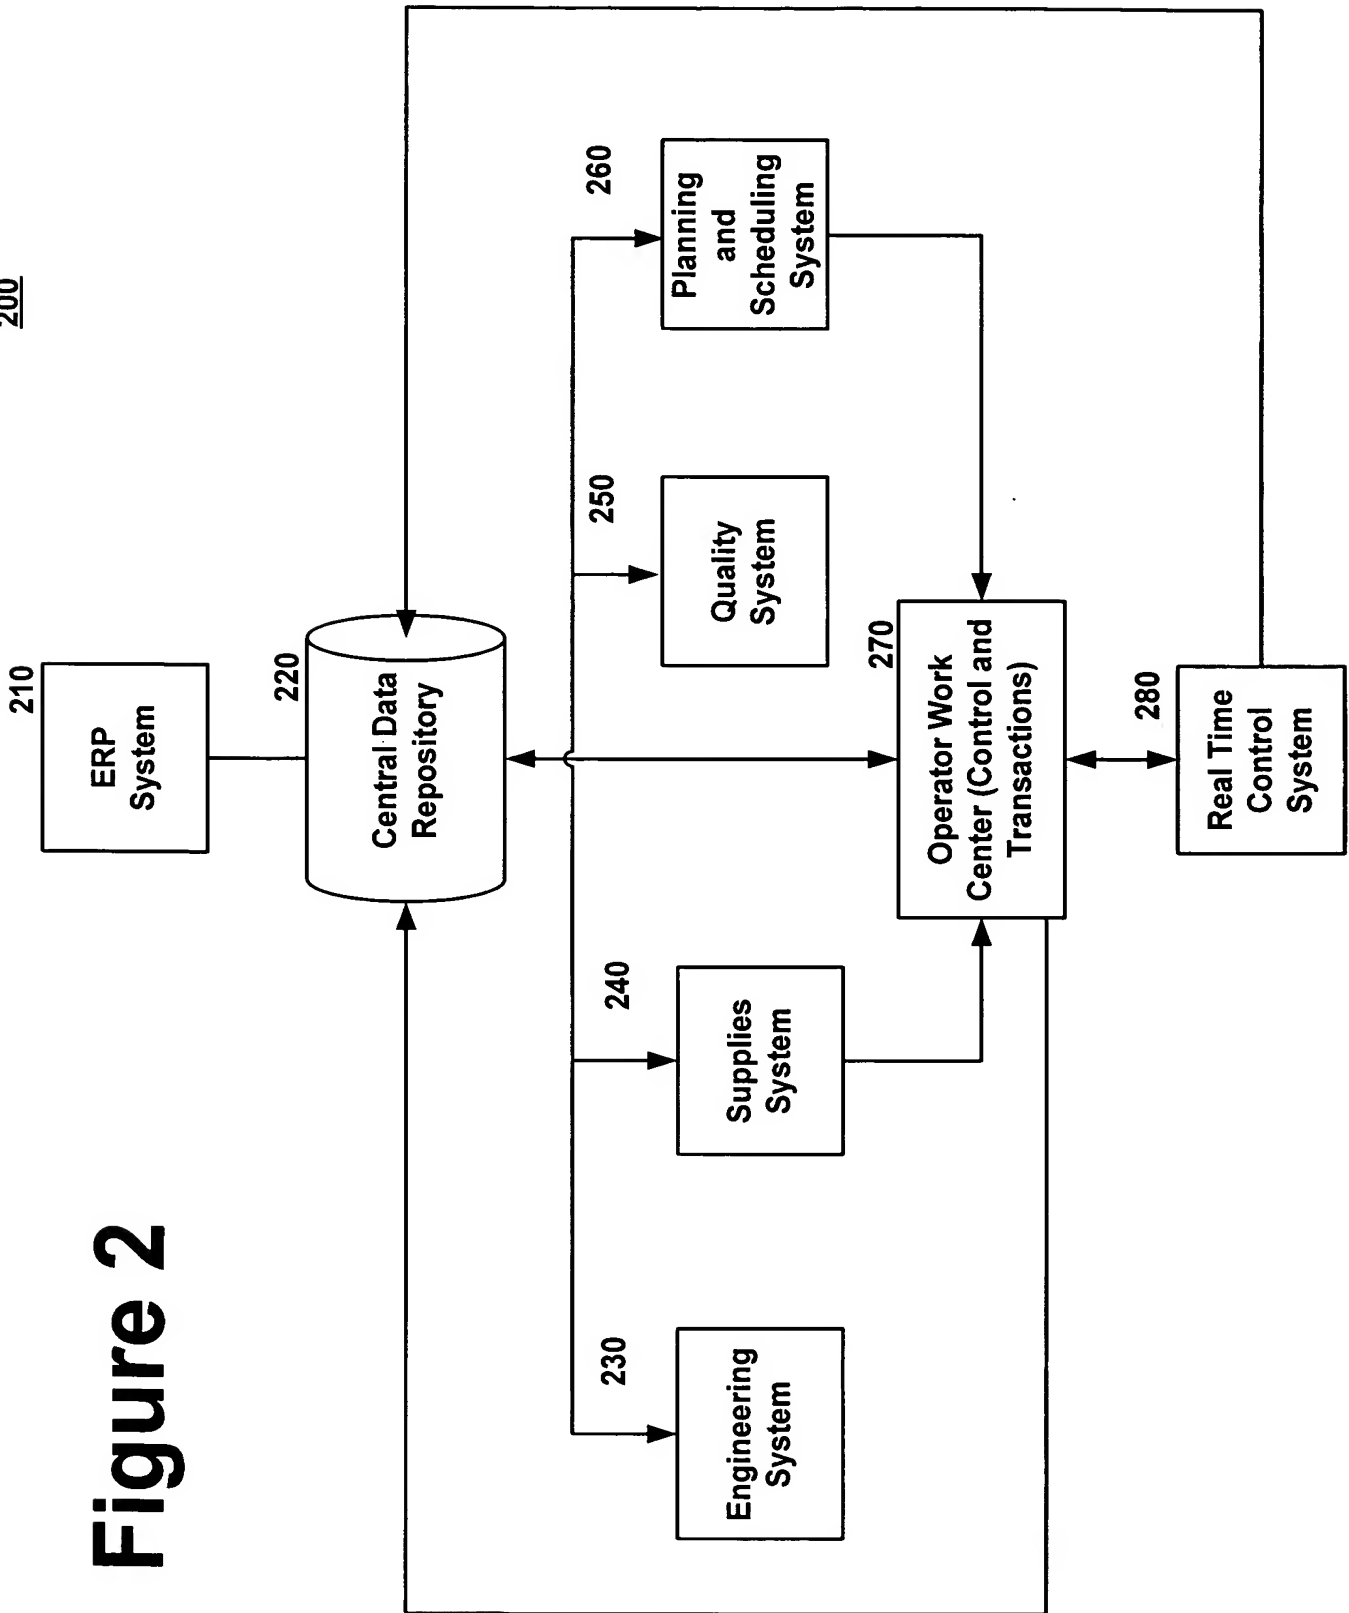 Figure 2
200
210
ERP
System
220
Central Data
Repository
230
Engineering
System
240
Supplies
System
250
Quality
System
260
Planning
and
Scheduling
System
270
Operator Work
Center (Control and
Transactions)
280
Real Time
Control
System